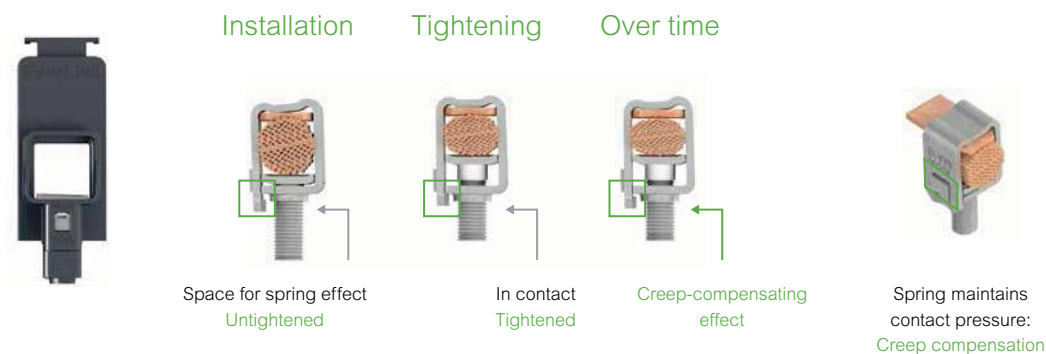 Installation
Tightening
Over time
Space for spring effect
Untightened
In contact
Tightened
Creep-compensating
effect
Spring maintains
contact pressure:
Creep compensation